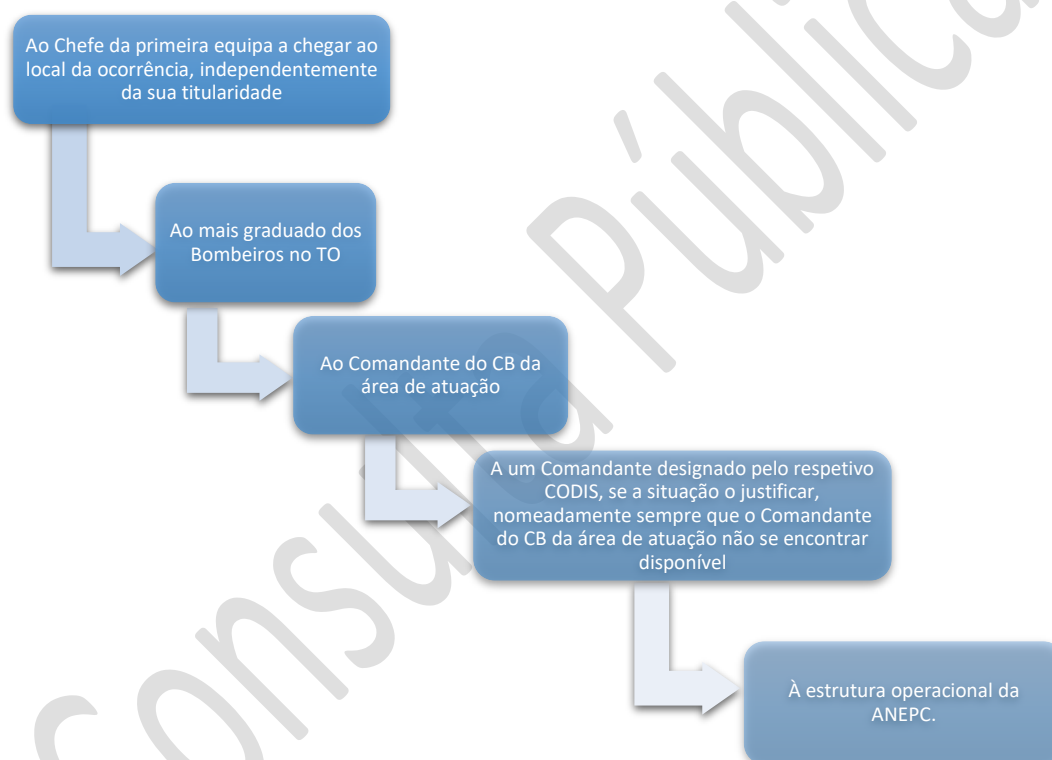 Ao Chefe da primeira equipa a chegar ao
local da ocorrência, independentemente
da sua titularidade
Ao mais graduado dos
Bombeiros no TO
Ao Comandante do CB da
área de atuação
A um Comandante designado pelo respetivo
CODIS, se a situação o justificar,
nomeadamente sempre que o Comandante
do CB da área de atuação não se encontrar
disponível
À estrutura operacional da
ANEPC.
Consulta Pública